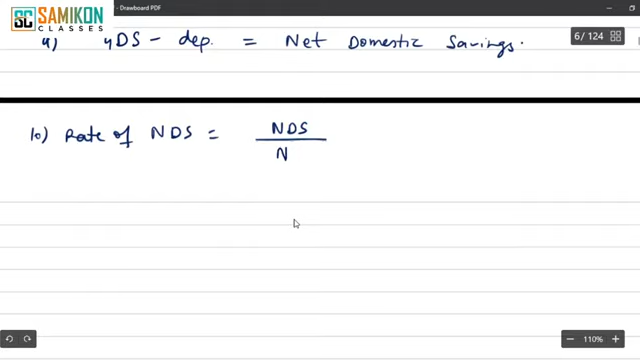 SC SAMIKON
CLASSES
- Drawboard PDF
9) GDS - dep. = Net Domestic Savings.
6 / 124
10) Rate of NDS = NDS
N
110%